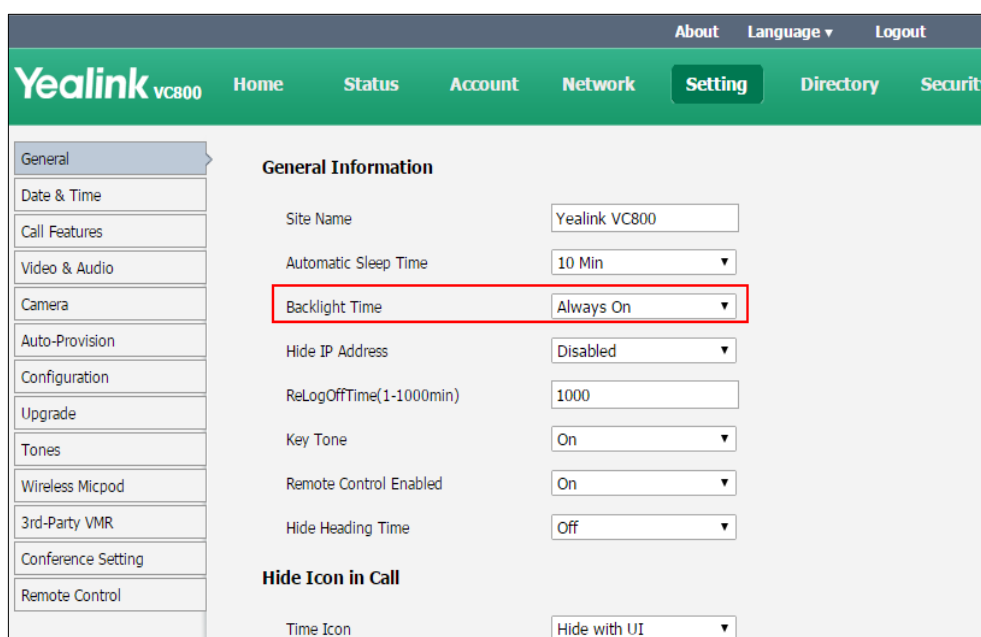 About Language ▾ Logout
Yealink VC800 Home Status Account Network Setting Directory Securit
General
Date & Time
Call Features
Video & Audio
Camera
Auto-Provision
Configuration
Upgrade
Tones
Wireless Micpod
3rd-Party VMR
Conference Setting
Remote Control
General Information
Site Name Yealink VC800
Automatic Sleep Time 10 Min
Backlight Time Always On
Hide IP Address Disabled
ReLogOffTime(1-1000min) 1000
Key Tone On
Remote Control Enabled On
Hide Heading Time Off
Hide Icon in Call
Time Icon Hide with UI